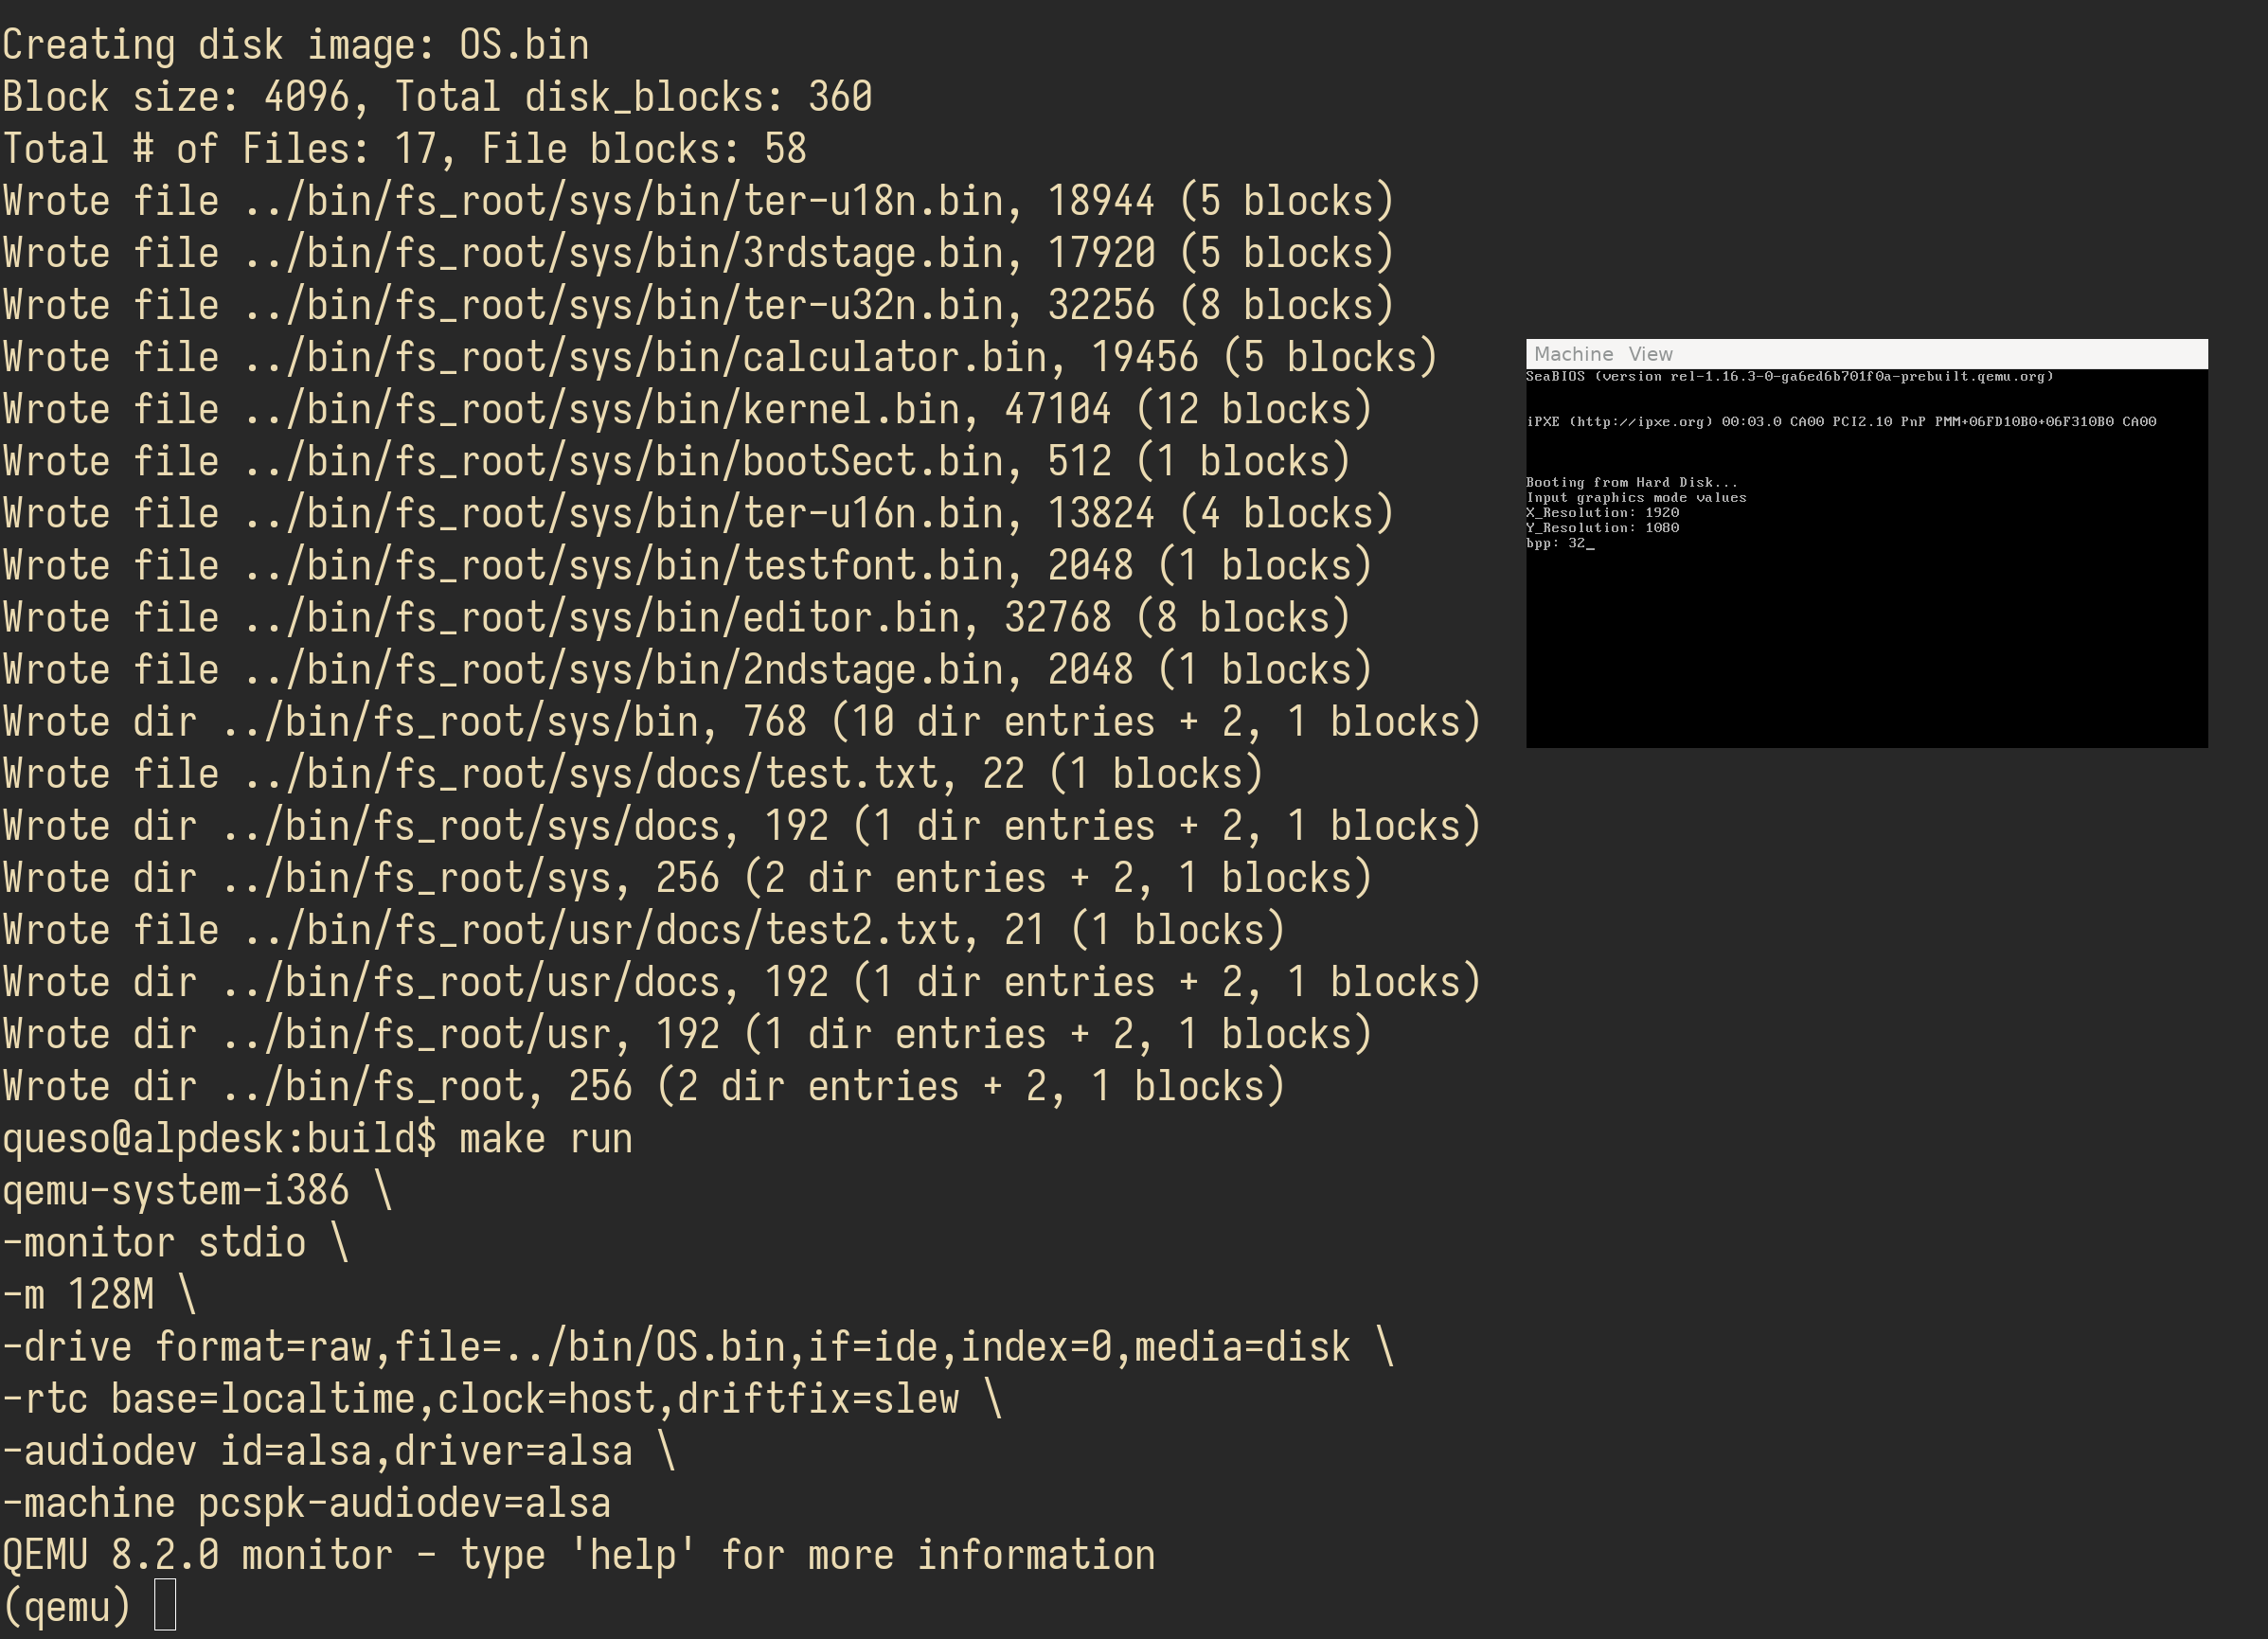 Creating disk image: OS.bin
Block size: 4096, Total disk_blocks: 360
Total # of Files: 17, File blocks: 58
Wrote file ../bin/fs_root/sys/bin/ter-u18n.bin, 18944 (5 blocks)
Wrote file ../bin/fs_root/sys/bin/3rdstage.bin, 17920 (5 blocks)
Wrote file ../bin/fs_root/sys/bin/ter-u32n.bin, 32256 (8 blocks)
Wrote file ../bin/fs_root/sys/bin/calculator.bin, 19456 (5 blocks)
Wrote file ../bin/fs_root/sys/bin/kernel.bin, 47104 (12 blocks)
Wrote file ../bin/fs_root/sys/bin/bootSect.bin, 512 (1 blocks)
Wrote file ../bin/fs_root/sys/bin/ter-u16n.bin, 13824 (4 blocks)
Wrote file ../bin/fs_root/sys/bin/testfont.bin, 2048 (1 blocks)
Wrote file ../bin/fs_root/sys/bin/editor.bin, 32768 (8 blocks)
Wrote file ../bin/fs_root/sys/bin/2ndstage.bin, 2048 (1 blocks)
Wrote dir ../bin/fs_root/sys/bin, 768 (10 dir entries + 2, 1 blocks)
Wrote file ../bin/fs_root/sys/docs/test.txt, 22 (1 blocks)
Wrote dir ../bin/fs_root/sys/docs, 192 (1 dir entries + 2, 1 blocks)
Wrote dir ../bin/fs_root/sys, 256 (2 dir entries + 2, 1 blocks)
Wrote file ../bin/fs_root/usr/docs/test2.txt, 21 (1 blocks)
Wrote dir ../bin/fs_root/usr/docs, 192 (1 dir entries + 2, 1 blocks)
Wrote dir ../bin/fs_root/usr, 192 (1 dir entries + 2, 1 blocks)
Wrote dir ../bin/fs_root, 256 (2 dir entries + 2, 1 blocks)
queso@alpdesk:build$ make run
qemu-system-i386 \
-monitor stdio \
-m 128M \
-drive format=raw,file=../bin/OS.bin,if=ide,index=0,media=disk \
-rtc base=localtime,clock=host,driftfix=slew \
-audiodev id=alsa,driver=alsa \
-machine pcspk-audiodev=alsa
QEMU 8.2.0 monitor - type 'help' for more information
(qemu)
Machine View
SeaBIOS (version rel-1.16.3-0-ga6ed6b701f0a-prebuilt.qemu.org)
iPXE (http://ipxe.org) 00:03.0 CA00 PCI2.10 PnP PMM+06FD10B0+06F310B0 CA00
Booting from Hard Disk...
Input graphics mode values
X_Resolution: 1920
Y_Resolution: 1080
bpp: 32_